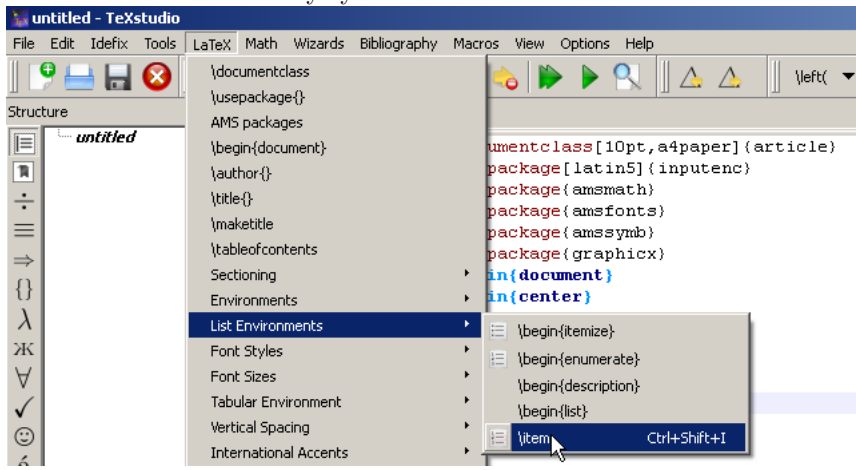 untitled - TeXstudio
File Edit Idefix Tools LaTeX Math Wizards Bibliography Macros View Options Help
\left(
Structure
untitled
\documentclass
\usepackage{}
AMS packages
\begin{document}
\author{}
\title{}
\maketitle
\tableofcontents
Sectioning
Environments
List Environments
Font Styles
Font Sizes
Tabular Environment
Vertical Spacing
International Accents
umentclass[10pt,a4paper]{article}
package[latin5]{inputenc}
package{amsmath}
package{amsfonts}
package{amssymb}
package{graphicx}
in{document}
in{center}
\begin{itemize}
\begin{enumerate}
\begin{description}
\begin{list}
\item Ctrl+Shift+I